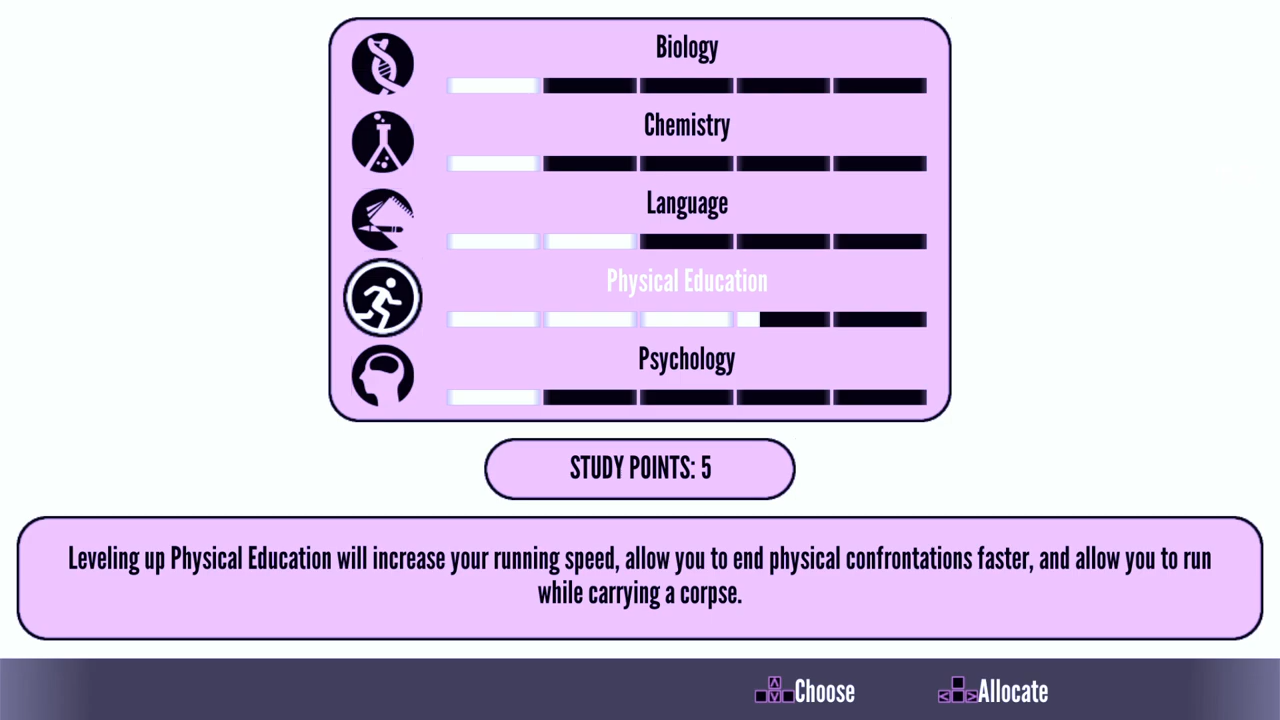 Biology
Chemistry
Language
Physical Education
Psychology
STUDY POINTS: 5
Leveling up Physical Education will increase your running speed, allow you to end physical confrontations faster, and allow you to run
while carrying a corpse.
Choose
Allocate